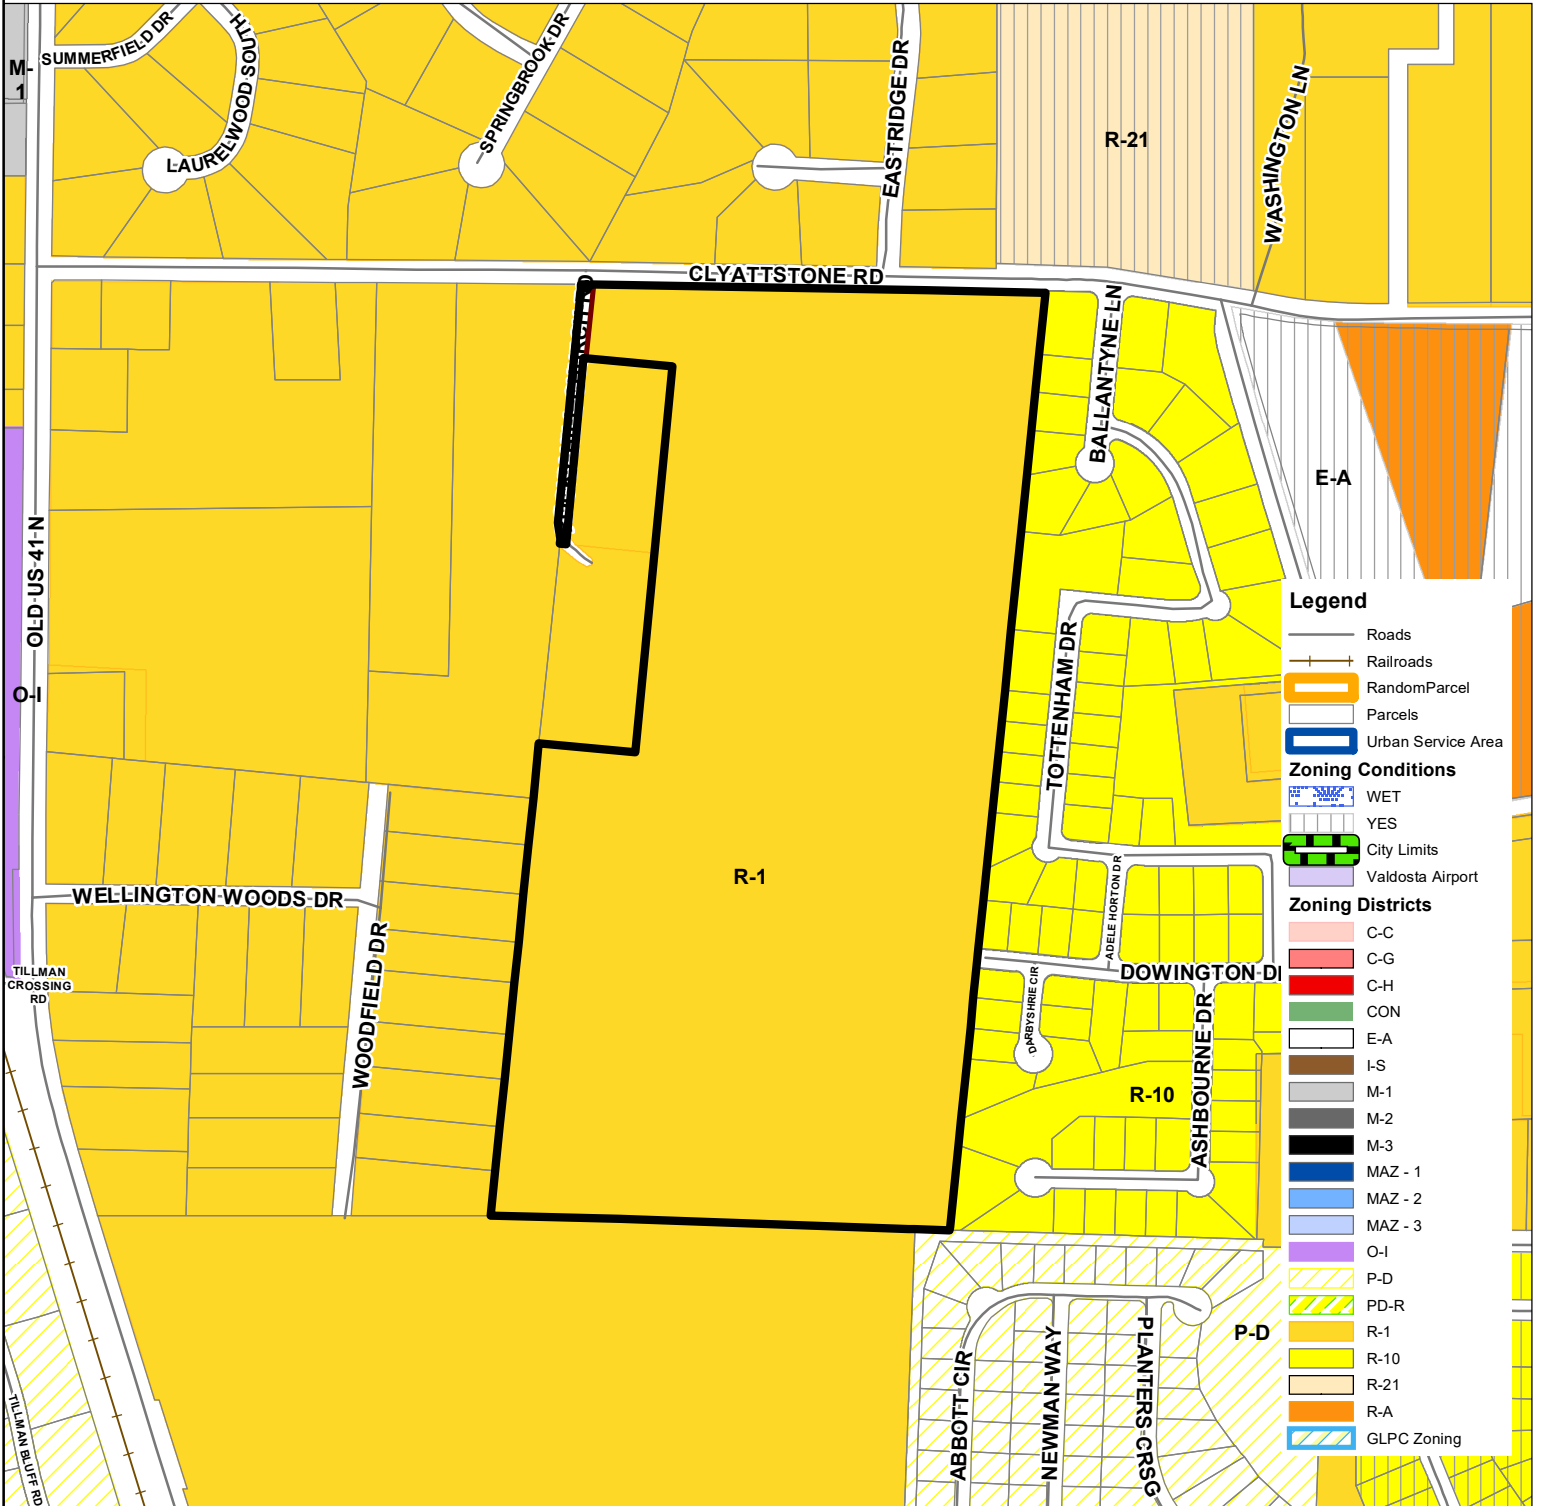 SUMMERFIELD DR
LAURELWOOD SOUTH
SPRINGBROOK DR
EASTRIDGE DR
WASHINGTON LN
M-
1
R-21
CLYATTSTONE RD
BALLANTYNE LN
E-A
OLD US 41 N
O-I
TOTTENHAM DR
ADELE HORTON DR
R-1
WELLINGTON WOODS DR
WOODFIELD DR
TILLMAN
CROSSING
RD
DOWINGTON
DARBYSHRIE CIR
ASHBOURNE DR
R-10
P-D
ABBOTT CIR
NEWMAN WAY
PLANTERS CRSG
TILLMAN BLUFF RD
Legend
Roads
Railroads
RandomParcel
Parcels
Urban Service Area
Zoning Conditions
WET
YES
City Limits
Valdosta Airport
Zoning Districts
C-C
C-G
C-H
CON
E-A
I-S
M-1
M-2
M-3
MAZ - 1
MAZ - 2
MAZ - 3
O-I
P-D
PD-R
R-1
R-10
R-21
R-A
GLPC Zoning